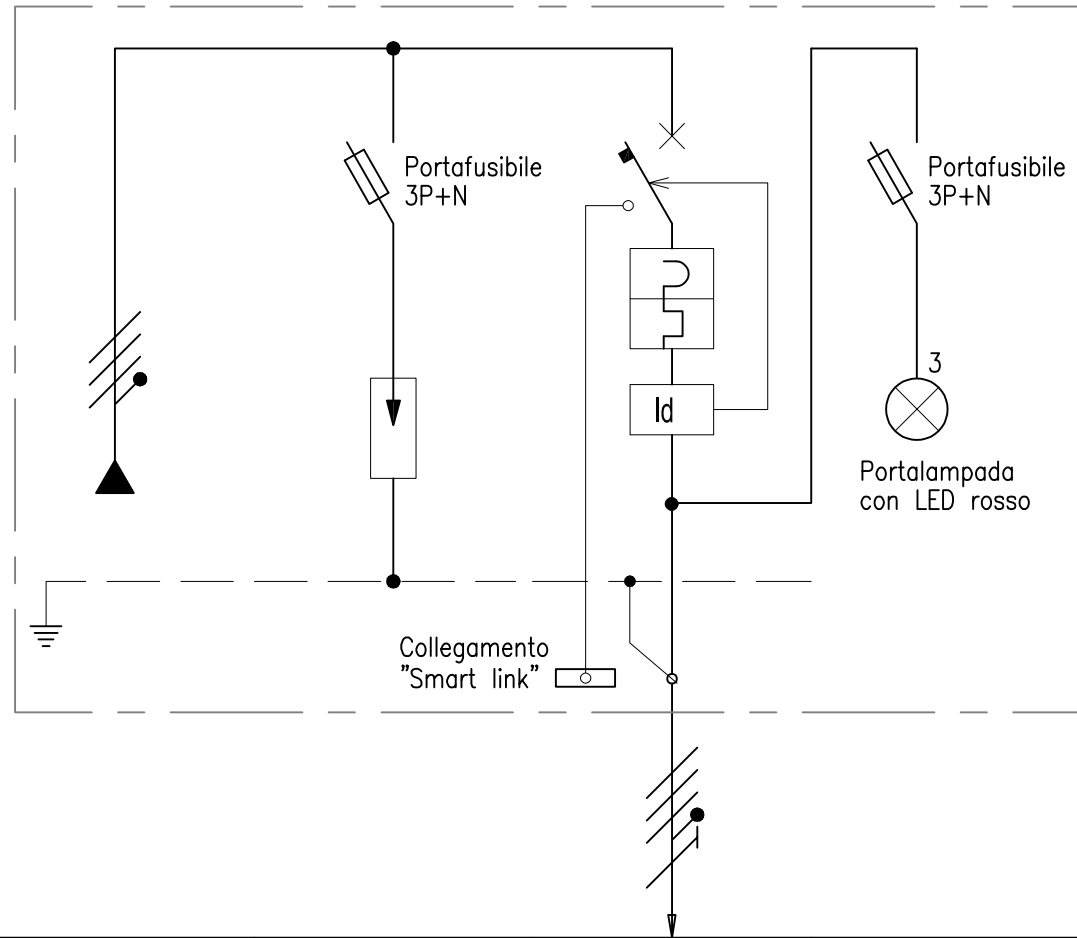 Portafusibile
3P+N
Portafusibile
3P+N
Id
3
Portalampada
con LED rosso
Collegamento
"Smart link"